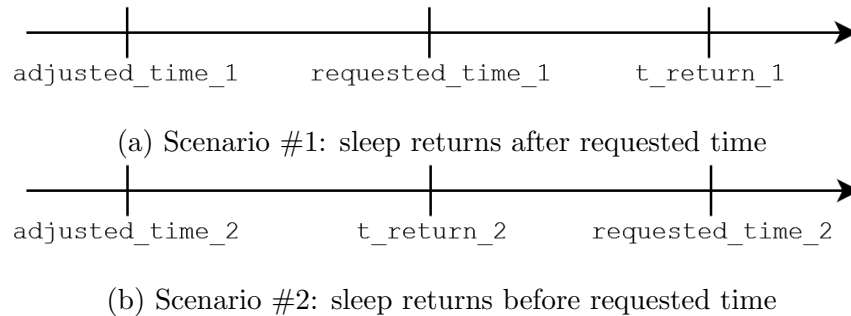 adjusted_time_1 requested_time_1 t_return_1
(a) Scenario #1: sleep returns after requested time
adjusted_time_2 t_return_2 requested_time_2
(b) Scenario #2: sleep returns before requested time